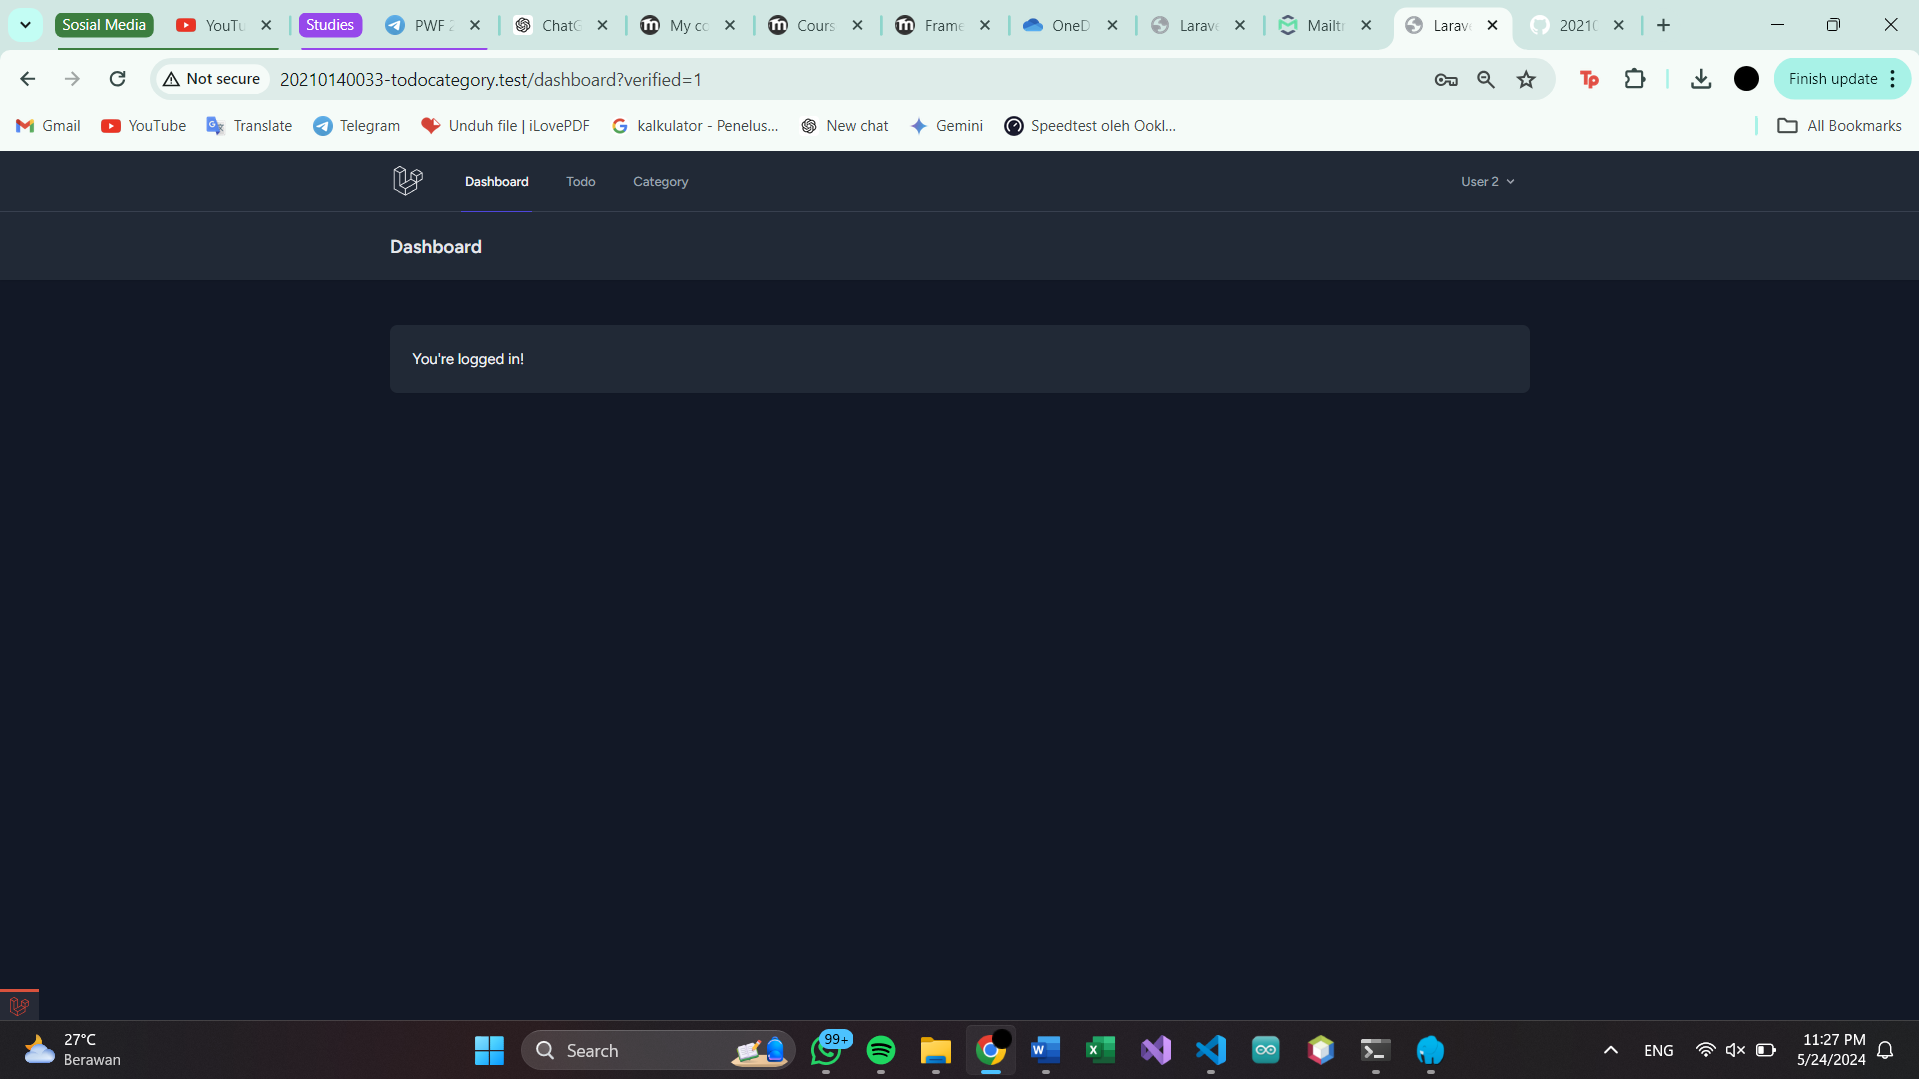 Sosial Media YouTu Studies PWF 2 ChatG My co Cours Frame OneD Larave Mailtr Larave 20210
Not secure 20210140033-todocategory.test/dashboard?verified=1 Finish update
Gmail YouTube Translate Telegram Unduh file | iLovePDF kalkulator - Penelus... New chat Gemini Speedtest oleh Ookl... All Bookmarks
Dashboard Todo Category User 2
Dashboard
You're logged in!
27°C
Berawan
Search
99+
ENG
11:27 PM
5/24/2024